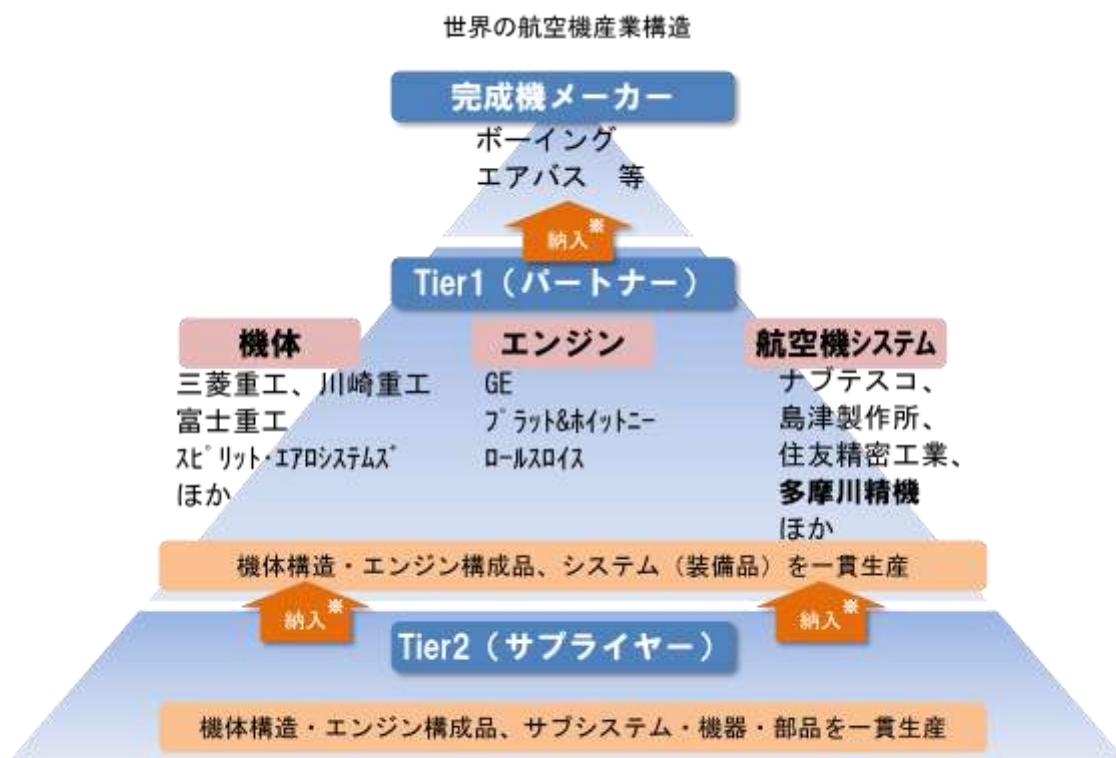 世界の航空機産業構造
完成機メーカー
ボーイング
エアバス 等
納入※
Tier1(パートナー)
機体
三菱重工、川崎重工
富士重工
ｽﾋﾟﾘｯﾄ･ｴｱﾛｼｽﾃﾑｽﾞ
ほか
エンジン
GE
ﾌﾟﾗｯﾄ&ﾎｲｯﾄﾆｰ
ﾛｰﾙｽﾛｲｽ
航空機ｼｽﾃﾑ
ナブテスコ、
島津製作所、
住友精密工業、
多摩川精機
ほか
機体構造・エンジン構成品、システム(装備品)を一貫生産
納入※
納入※
Tier2(サプライヤー)
機体構造・エンジン構成品、サブシステム・機器・部品を一貫生産